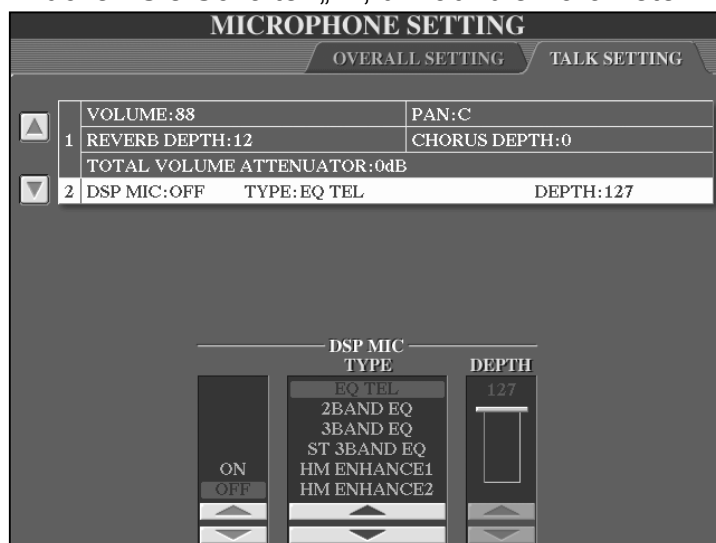 MICROPHONE SETTING
OVERALL SETTING TALK SETTING
1 VOLUME:88 PAN:C
REVERB DEPTH:12 CHORUS DEPTH:0
TOTAL VOLUME ATTENUATOR:0dB
2 DSP MIC:OFF TYPE:EQ TEL DEPTH:127
DSP MIC
TYPE DEPTH
EQ TEL 127
2BAND EQ
3BAND EQ
ST 3BAND EQ
ON HM ENHANCE1
OFF HM ENHANCE2